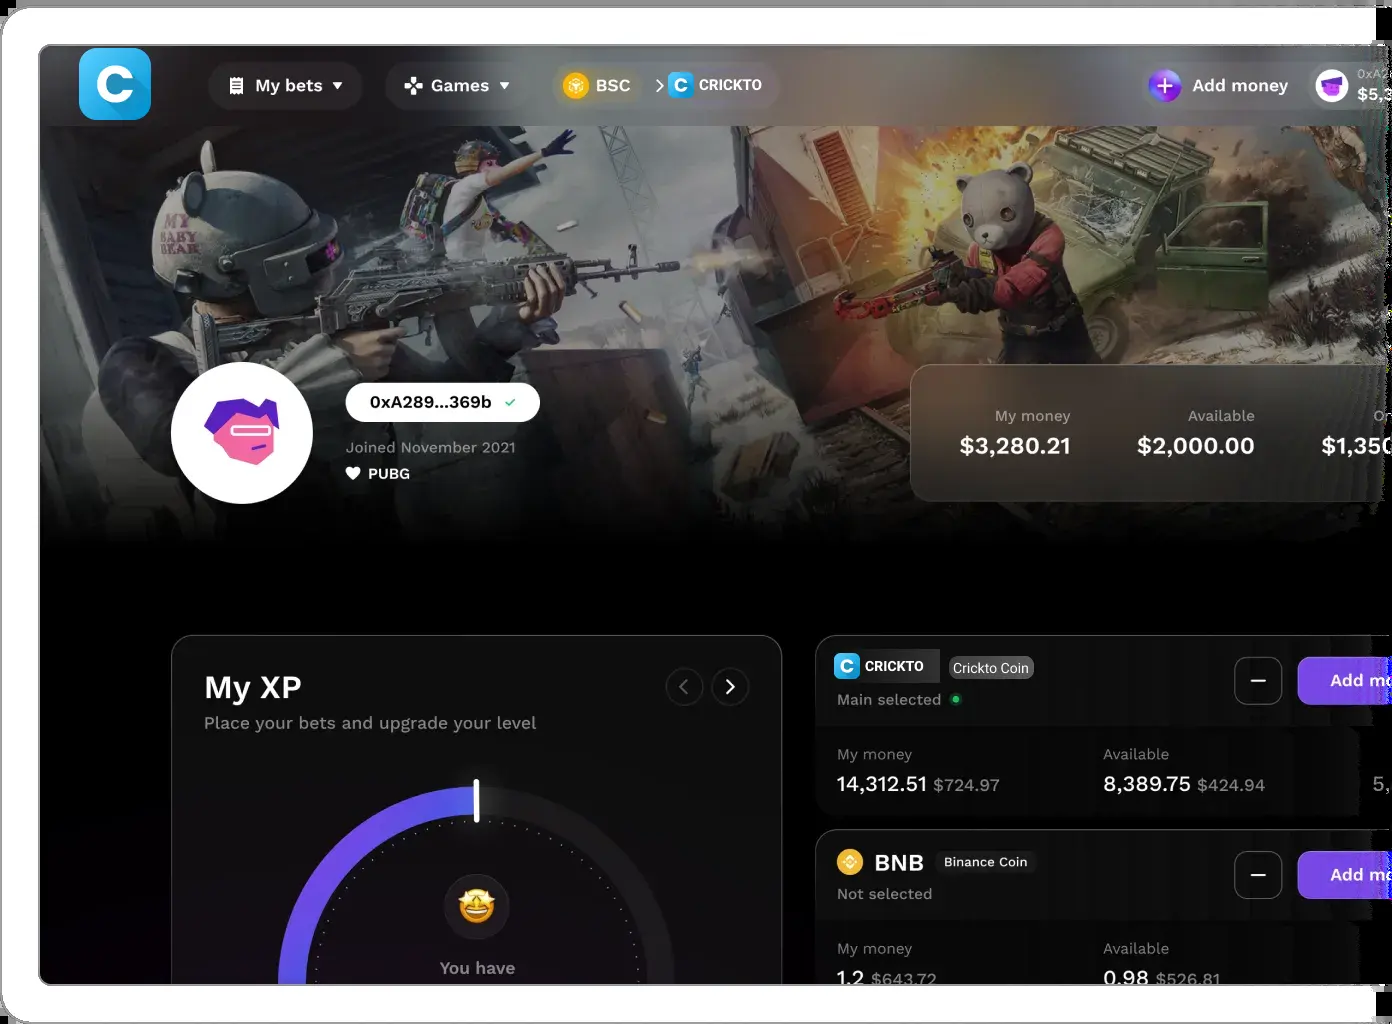 C
My bets
Games
BSC
C CRICKTO
Add money
0xA2
$5,3
MY
BABY
BEAR
0xA289...369b
Joined November 2021
PUBG
My money
Available
$3,280.21
$2,000.00
$1,350
My XP
Place your bets and upgrade your level
You have
C CRICKTO
Crickto Coin
Main selected
Add mo
My money
Available
14,312.51 $724.97
8,389.75 $424.94
5,
BNB
Binance Coin
Not selected
Add mo
My money
Available
1.2 $643.72
0.98 $526.81